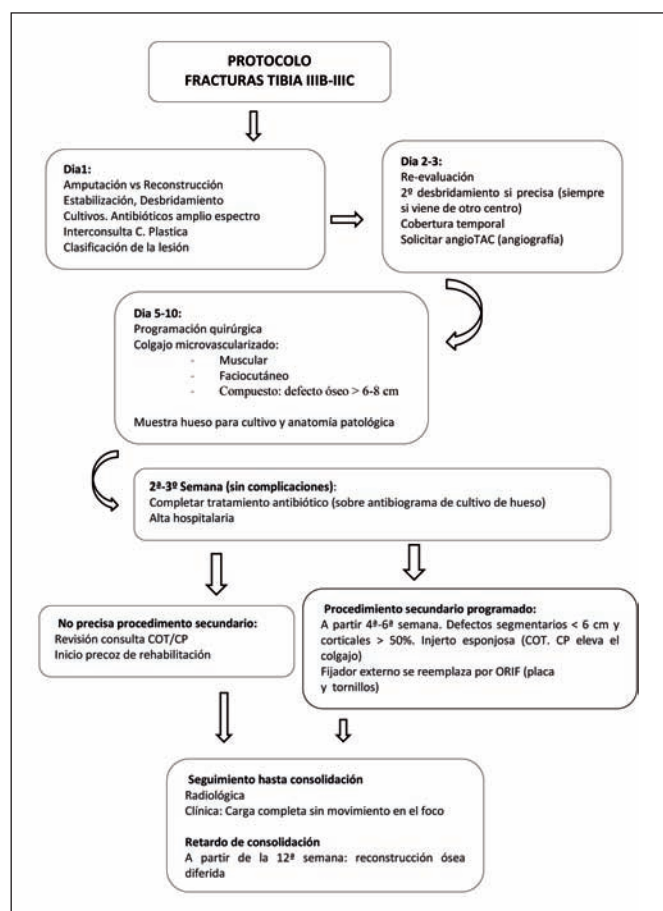 PROTOCOLO
FRACTURAS TIBIA IIIB-IIIC
Dia1:
Amputación vs Reconstrucción
Estabilización, Desbridamiento
Cultivos. Antibióticos amplio espectro
Interconsulta C. Plastica
Clasificación de la lesión
Dia 2-3:
Re-evaluación
2º desbridamiento si precisa (siempre
si viene de otro centro)
Cobertura temporal
Solicitar angioTAC (angiografía)
Dia 5-10:
Programación quirúrgica
Colgajo microvascularizado:
- Muscular
- Faciocutáneo
- Compuesto: defecto óseo > 6-8 cm
Muestra hueso para cultivo y anatomía patológica
2ª-3º Semana (sin complicaciones):
Completar tratamiento antibiótico (sobre antibiograma de cultivo de hueso)
Alta hospitalaria
No precisa procedimento secundario:
Revisión consulta COT/CP
Inicio precoz de rehabilitación
Procedimiento secundario programado:
A partir 4ª-6ª semana. Defectos segmentarios < 6 cm y
corticales > 50%. Injerto esponjosa (COT. CP eleva el
colgajo)
Fijador externo se reemplaza por ORIF (placa
y tornillos)
Seguimiento hasta consolidación
Radiológica
Clínica: Carga completa sin movimiento en el foco
Retardo de consolidación
A partir de la 12ª semana: reconstrucción ósea
diferida